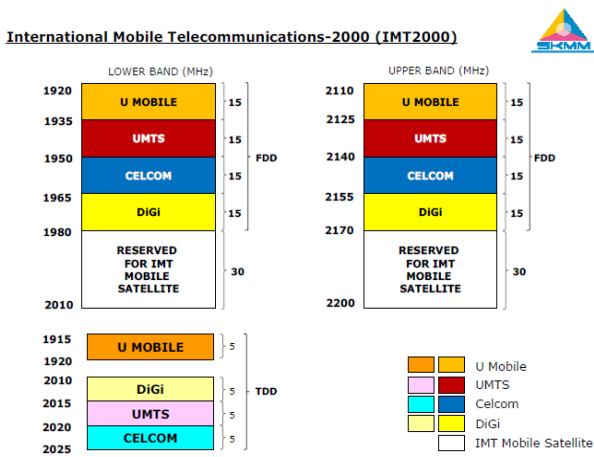 International Mobile Telecommunications-2000 (IMT2000)
SKMM
LOWER BAND (MHz)
1920
U MOBILE
15
1935
UMTS
15
1950
CELCOM
15
1965
DiGi
15
1980
FDD
RESERVED
FOR IMT
MOBILE
SATELLITE
30
2010
UPPER BAND (MHz)
2110
U MOBILE
15
2125
UMTS
15
2140
CELCOM
15
2155
DiGi
15
2170
FDD
RESERVED
FOR IMT
MOBILE
SATELLITE
30
2200
1915
U MOBILE
5
1920
2010
DiGi
5
2015
UMTS
5
2020
CELCOM
5
2025
TDD
U Mobile
UMTS
Celcom
DiGi
IMT Mobile Satellite